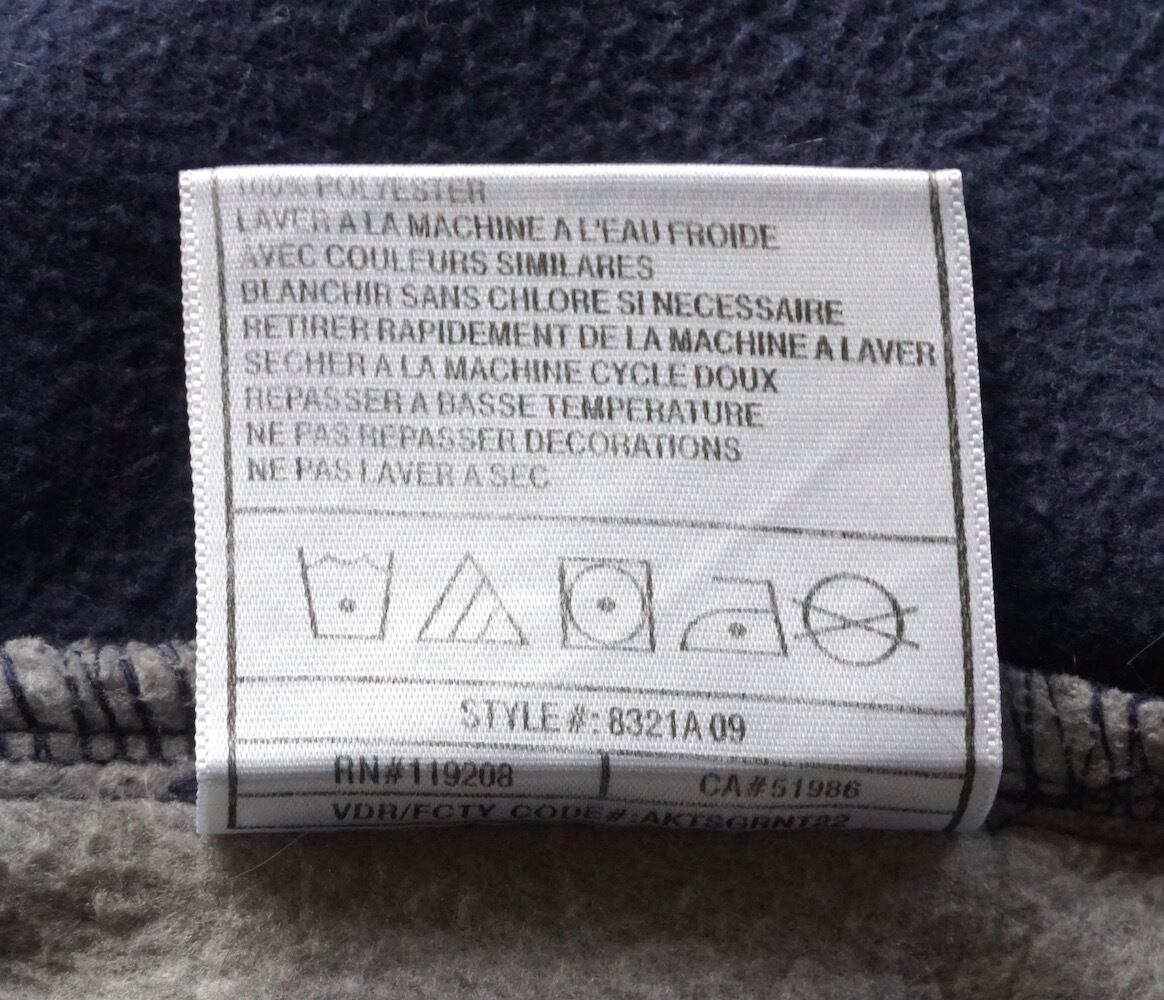 100% POLYESTER
LAVER A LA MACHINE A L'EAU FROIDE
AVEC COULEURS SIMILARES
BLANCHIR SANS CHLORE SI NECESSAIRE
RETIRER RAPIDEMENT DE LA MACHINE A LAVER
SECHER A LA MACHINE CYCLE DOUX
REPASSER A BASSE TEMPERATURE
NE PAS REPASSER DECORATIONS
NE PAS LAVER A SEC
STYLE #: 8321A 09
RN#119208 CA#51986
VDR/FCTY CODE #:AKTSGRNT22